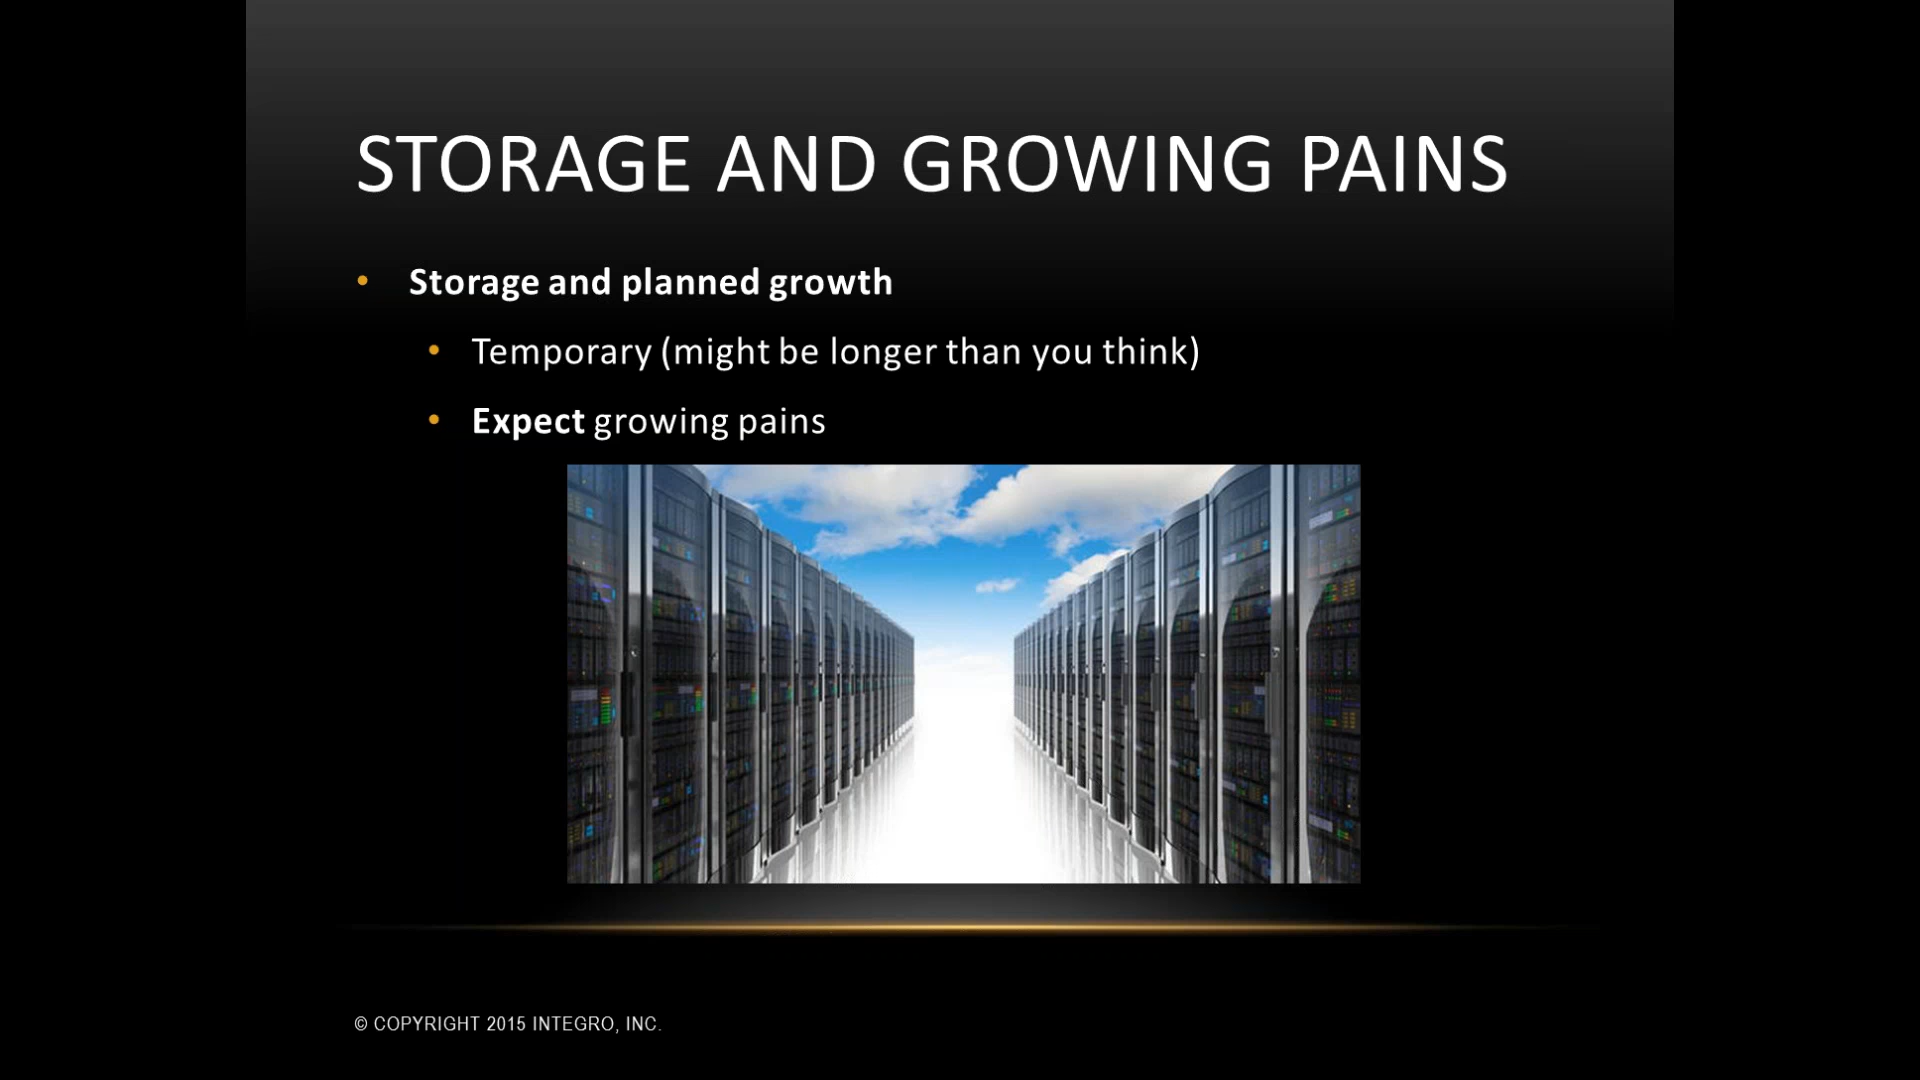 STORAGE AND GROWING PAINS
• Storage and planned growth
• Temporary (might be longer than you think)
• Expect growing pains
© COPYRIGHT 2015 INTEGRO, INC.